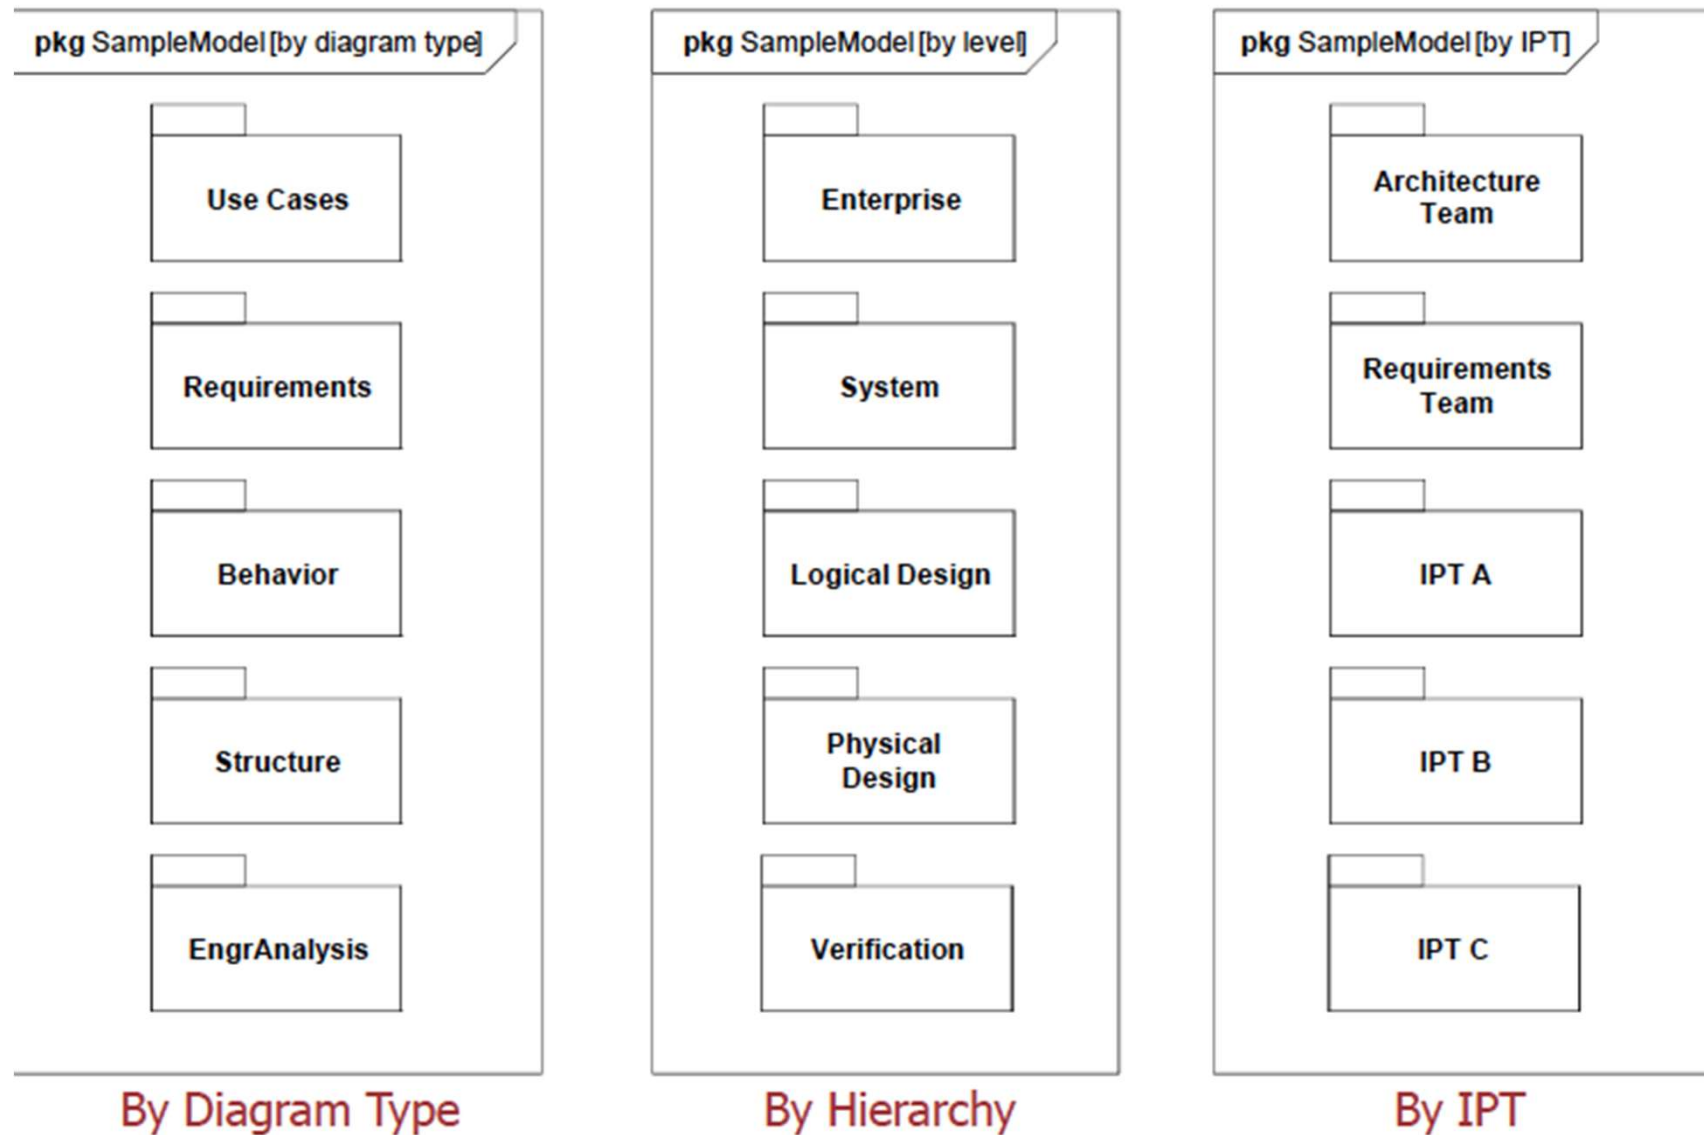 pkg SampleModel [by diagram type]
Use Cases
Requirements
Behavior
Structure
EngrAnalysis
By Diagram Type
pkg SampleModel [by level]
Enterprise
System
Logical Design
Physical
Design
Verification
By Hierarchy
pkg SampleModel [by IPT]
Architecture
Team
Requirements
Team
IPT A
IPT B
IPT C
By IPT